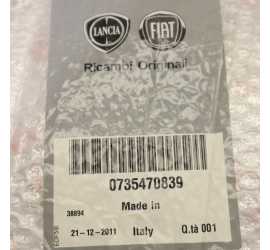 LANCIA FIAT
Ricambi Originali
0735470839
Made in
38894
21-12-2011 Italy Q.tà 001